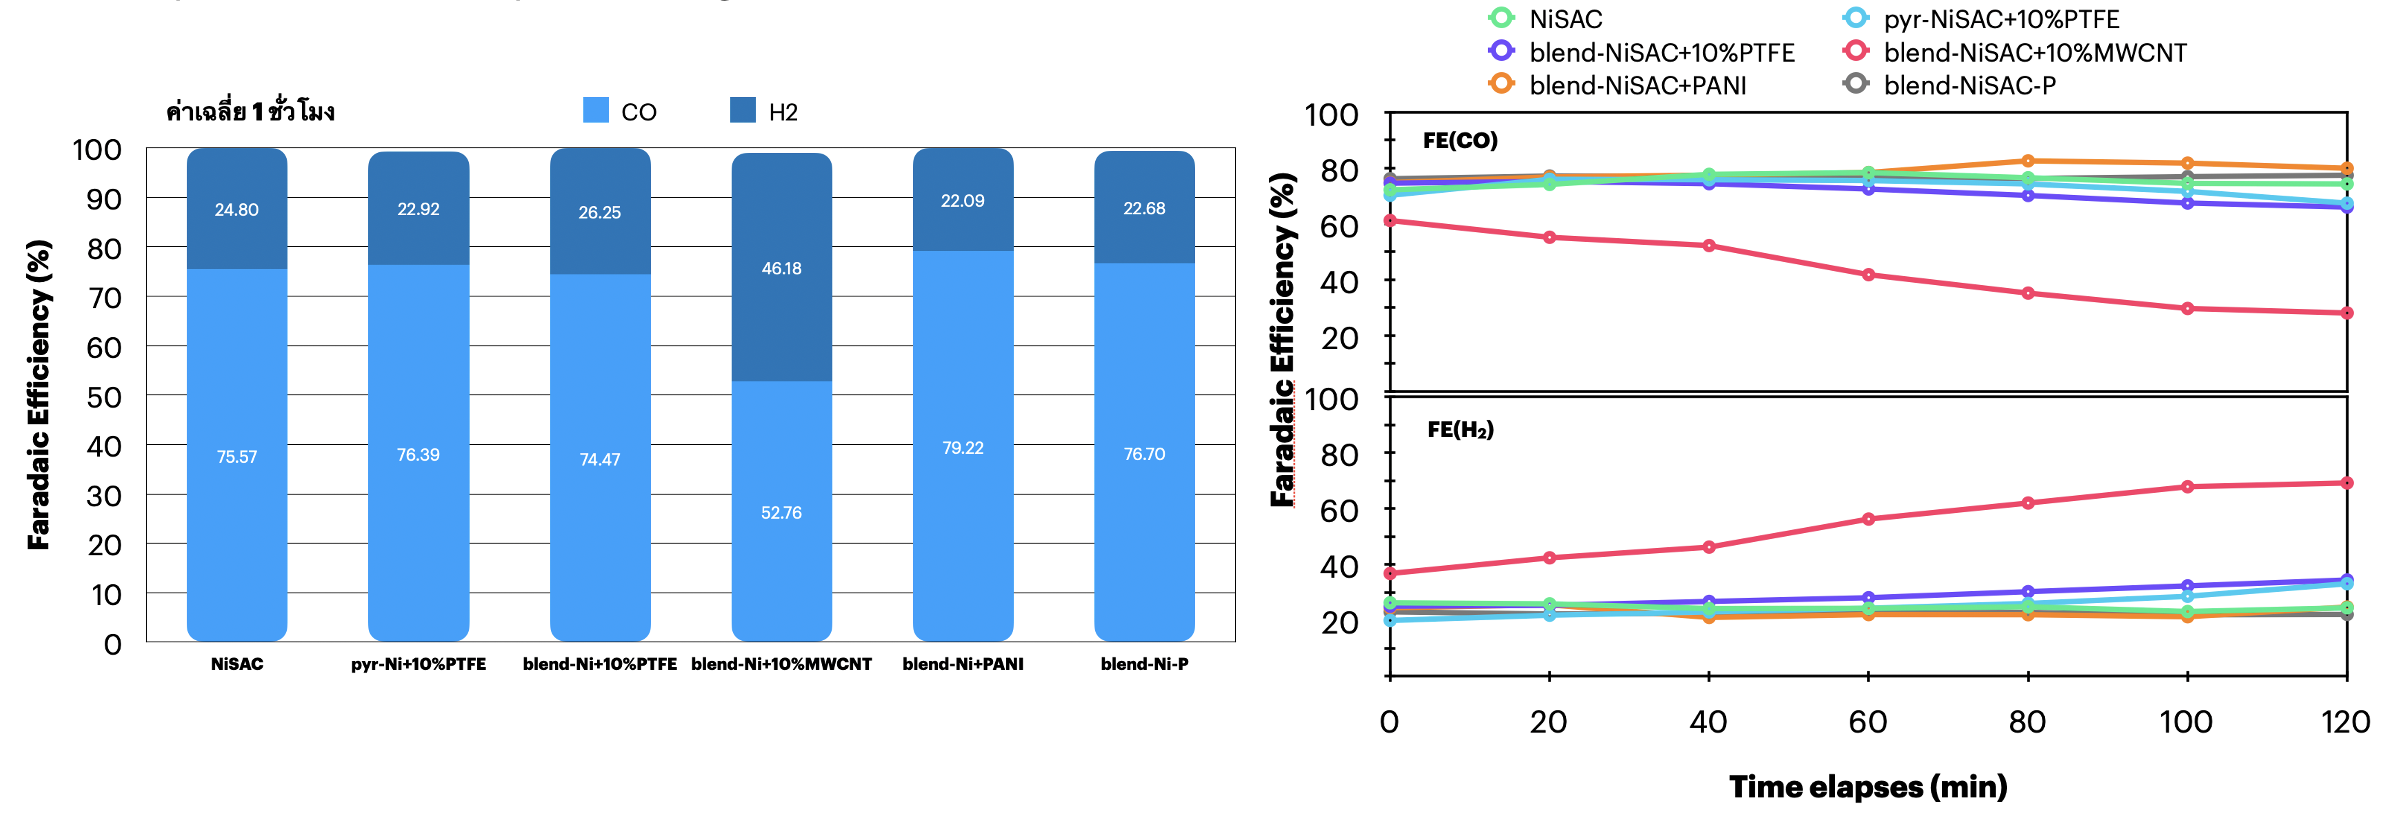 ค่าเฉลี่ย 1 ชั่วโมง
CO
H2
Faradaic Efficiency (%)
100
90
80
70
60
50
40
30
20
10
0
24.80
22.92
26.25
46.18
22.09
22.68
75.57
76.39
74.47
52.76
79.22
76.70
NiSAC
pyr-Ni+10%PTFE
blend-Ni+10%PTFE
blend-Ni+10%MWCNT
blend-Ni+PANI
blend-Ni-P
NiSAC
pyr-NiSAC+10%PTFE
blend-NiSAC+10%PTFE
blend-NiSAC+10%MWCNT
blend-NiSAC+PANI
blend-NiSAC-P
Faradaic Efficiency (%)
FE(CO)
100
80
60
40
20
FE(H₂)
100
80
60
40
20
0
20
40
60
80
100
120
Time elapses (min)